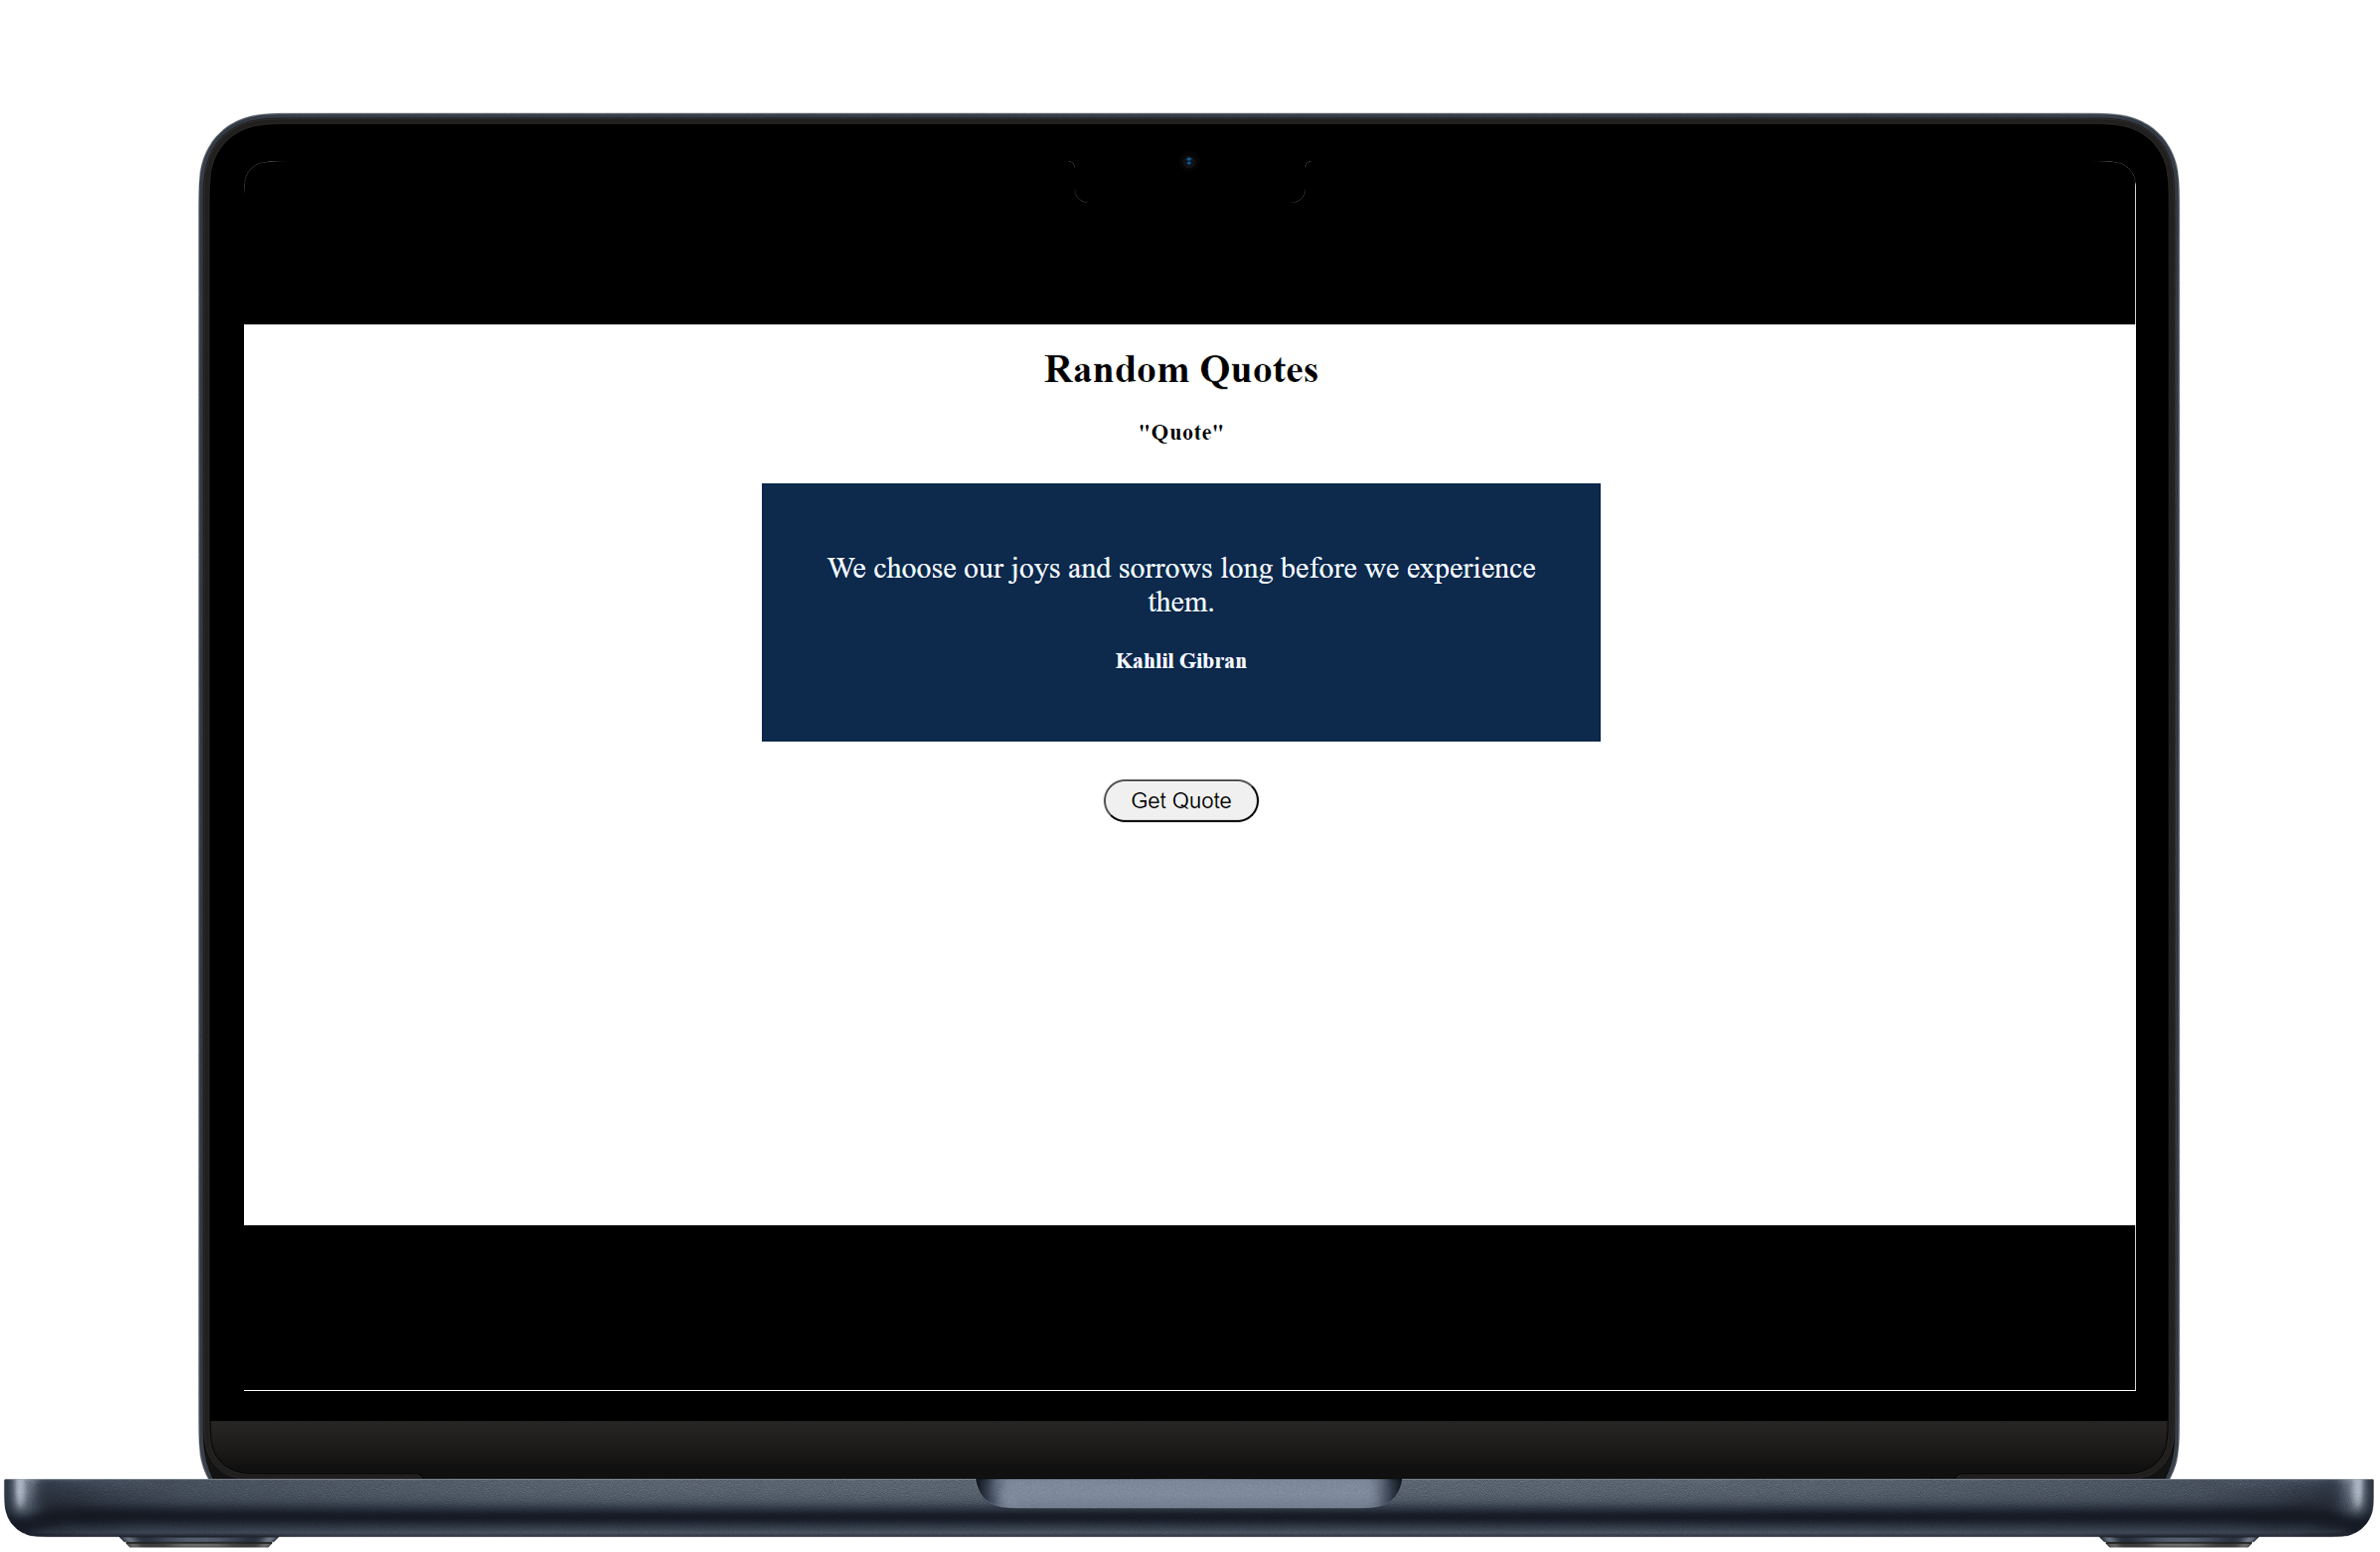 Random Quotes
"Quote"
We choose our joys and sorrows long before we experience
them.
Kahlil Gibran
Get Quote